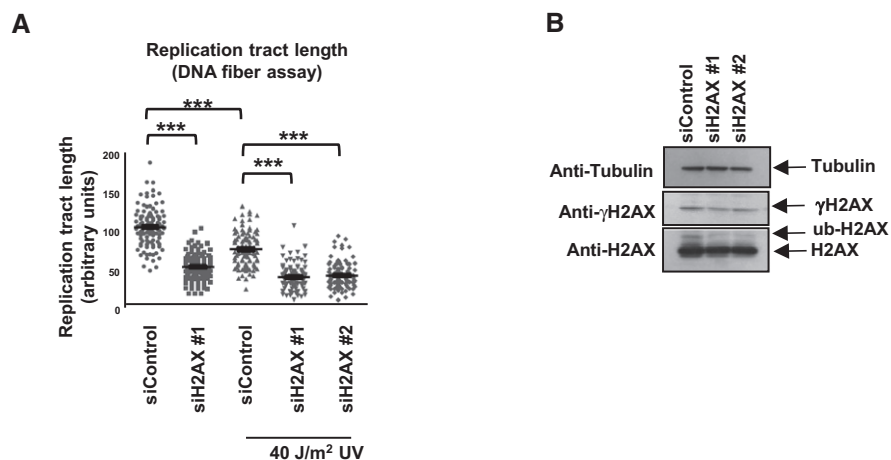 A
Replication tract length
(DNA fiber assay)
***
***
***
***
Replication tract length
(arbitrary units)
200
150
100
50
0
siControl
siH2AX #1
siControl
siH2AX #1
siH2AX #2
40 J/m² UV
B
siControl
siH2AX #1
siH2AX #2
Anti-Tubulin
Tubulin
Anti-γH2AX
γH2AX
ub-H2AX
Anti-H2AX
H2AX